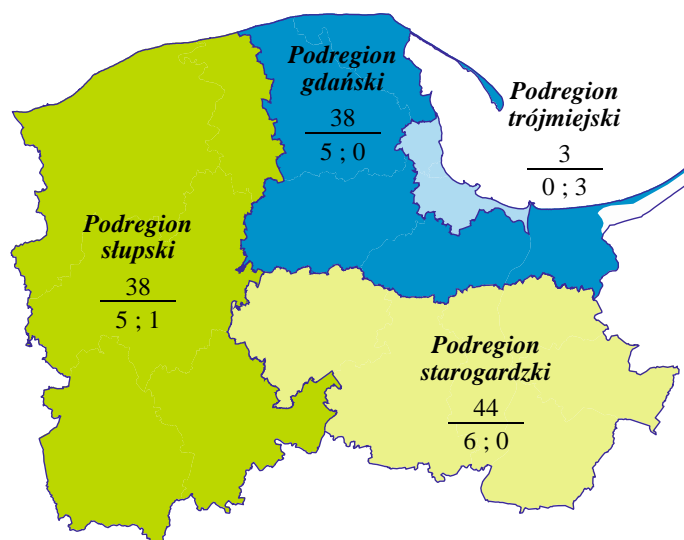 Podregion
gdański
38
5 ; 0
Podregion
trójmiejski
3
0 ; 3
Podregion
słupski
38
5 ; 1
Podregion
starogardzki
44
6 ; 0